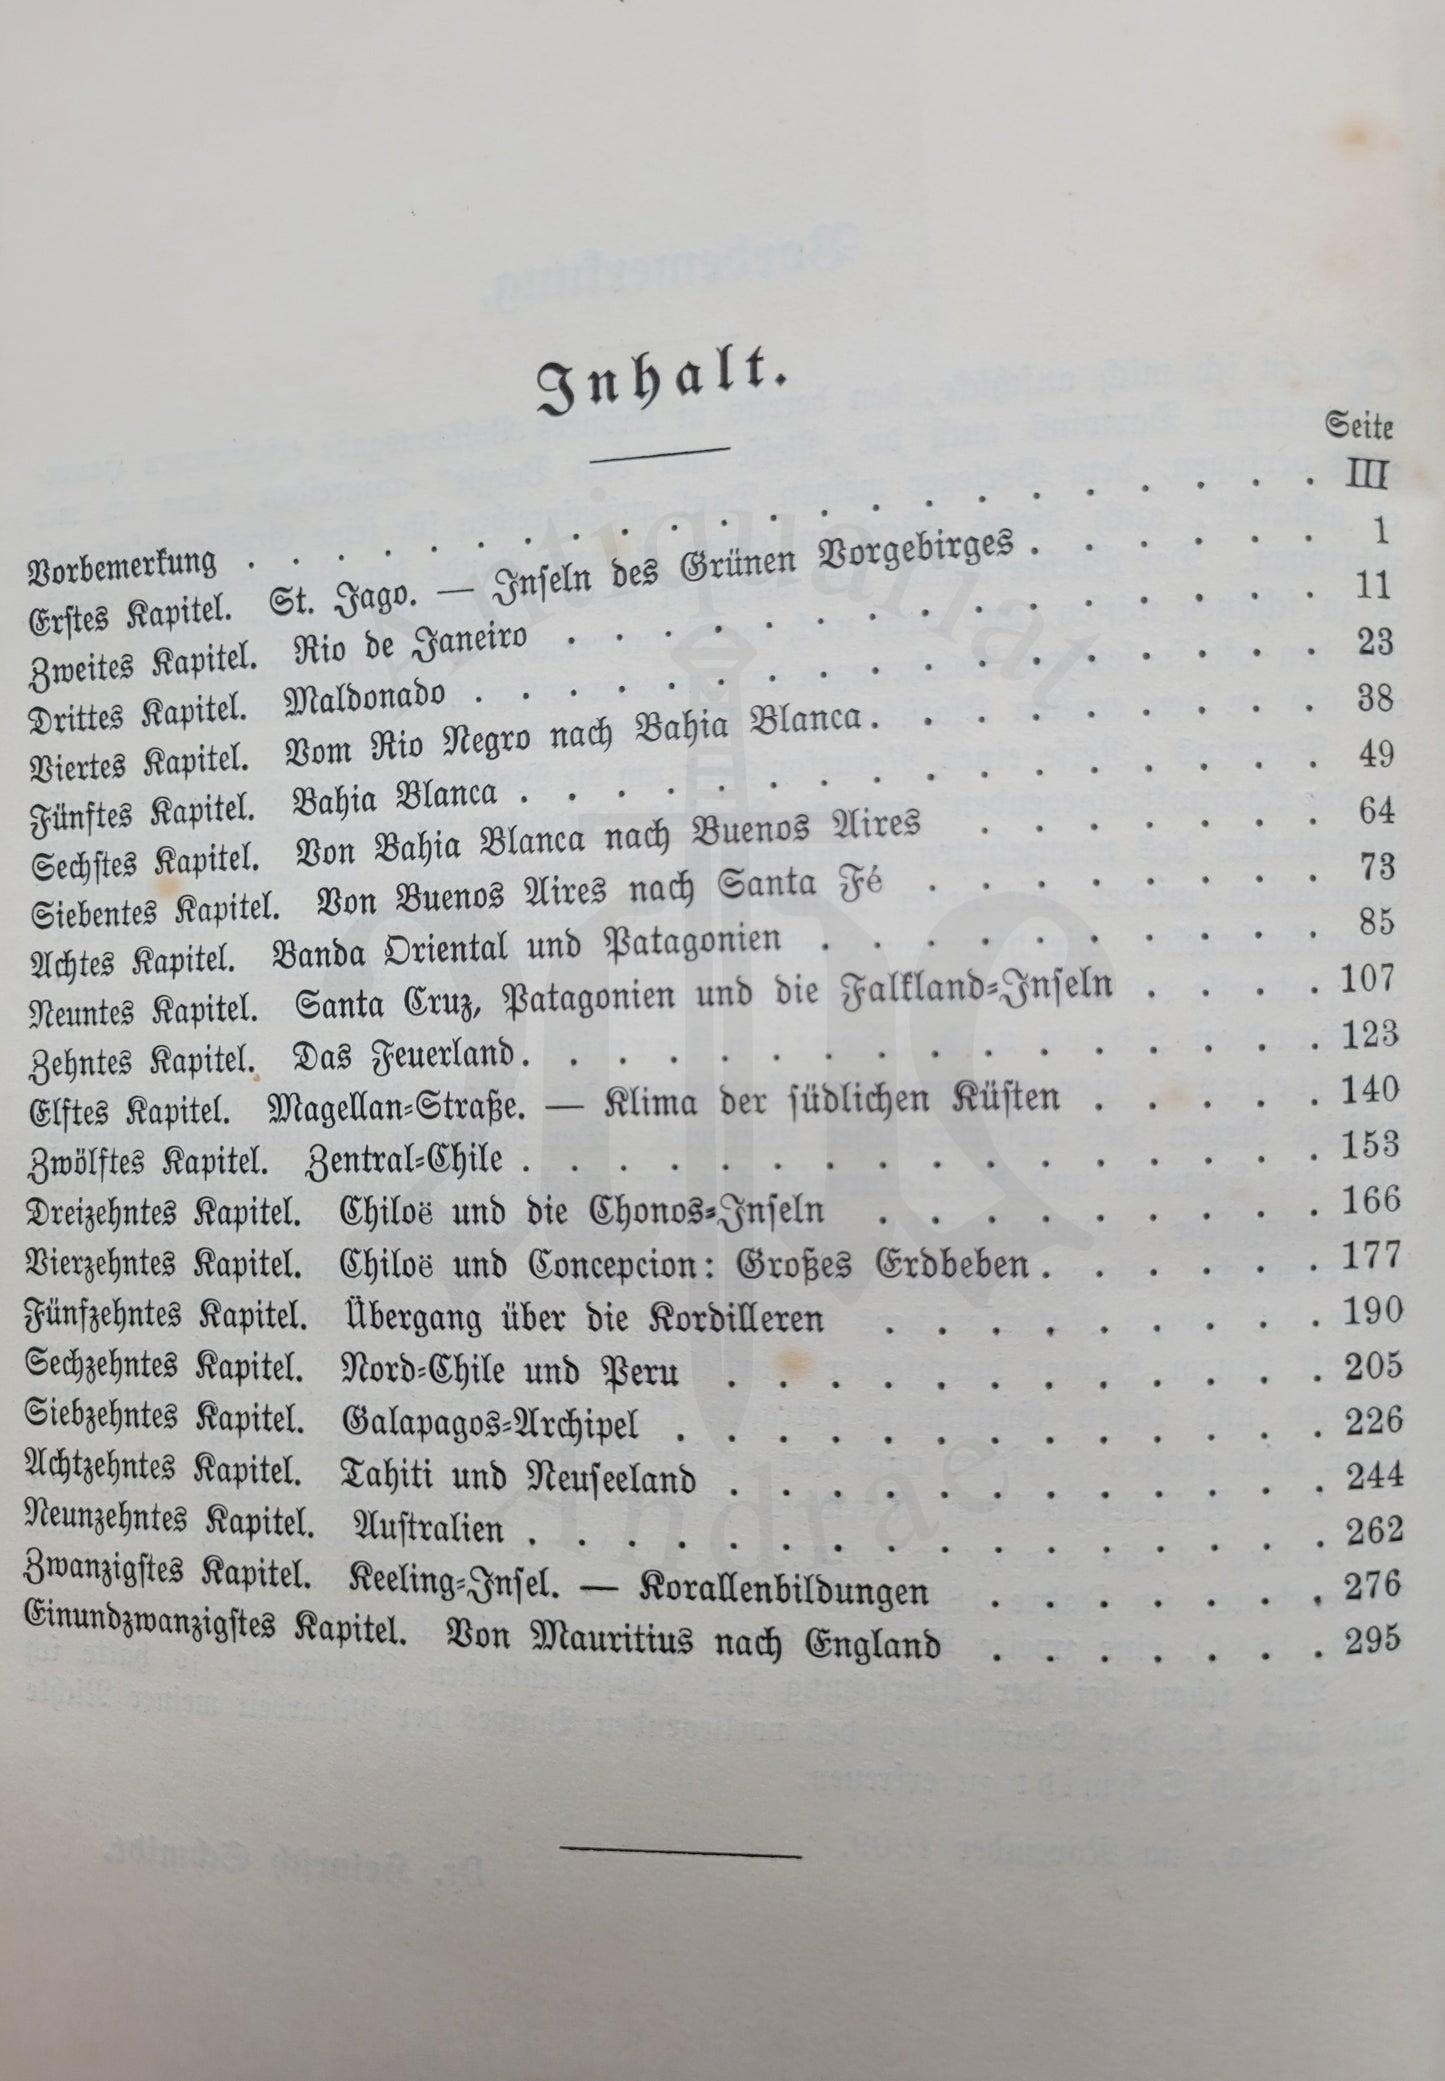 Inhalt.
Seite
Vorbemerkung . . . . . . . . . . . . . . . . . . . . . III
Erstes Kapitel. St. Jago. — Inseln des Grünen Vorgebirges . . . . . . 1
Zweites Kapitel. Rio de Janeiro . . . . . . . . . . . . . . 11
Drittes Kapitel. Maldonado . . . . . . . . . . . . . . . . 23
Viertes Kapitel. Vom Rio Negro nach Bahia Blanca . . . . . . . . . 38
Fünftes Kapitel. Bahia Blanca . . . . . . . . . . . . . . . 49
Sechstes Kapitel. Von Bahia Blanca nach Buenos Aires . . . . . . . 64
Siebentes Kapitel. Von Buenos Aires nach Santa Fé . . . . . . . . 73
Achtes Kapitel. Banda Oriental und Patagonien . . . . . . . . . . 85
Neuntes Kapitel. Santa Cruz, Patagonien und die Falkland-Inseln . . . . 107
Zehntes Kapitel. Das Feuerland . . . . . . . . . . . . . . . 123
Elftes Kapitel. Magellan-Straße. — Klima der südlichen Küsten . . . . . 140
Zwölftes Kapitel. Zentral-Chile . . . . . . . . . . . . . . . 153
Dreizehntes Kapitel. Chiloë und die Chonos-Inseln . . . . . . . . . 166
Vierzehntes Kapitel. Chiloë und Concepcion: Großes Erdbeben . . . . . . 177
Fünfzehntes Kapitel. Übergang über die Kordilleren . . . . . . . . . 190
Sechzehntes Kapitel. Nord-Chile und Peru . . . . . . . . . . . . 205
Siebzehntes Kapitel. Galapagos-Archipel . . . . . . . . . . . . . 226
Achtzehntes Kapitel. Tahiti und Neuseeland . . . . . . . . . . . . 244
Neunzehntes Kapitel. Australien . . . . . . . . . . . . . . . . 262
Zwanzigstes Kapitel. Keeling-Insel. — Korallenbildungen . . . . . . . 276
Einundzwanzigstes Kapitel. Von Mauritius nach England . . . . . . . 295
Antiquariat
Andrae